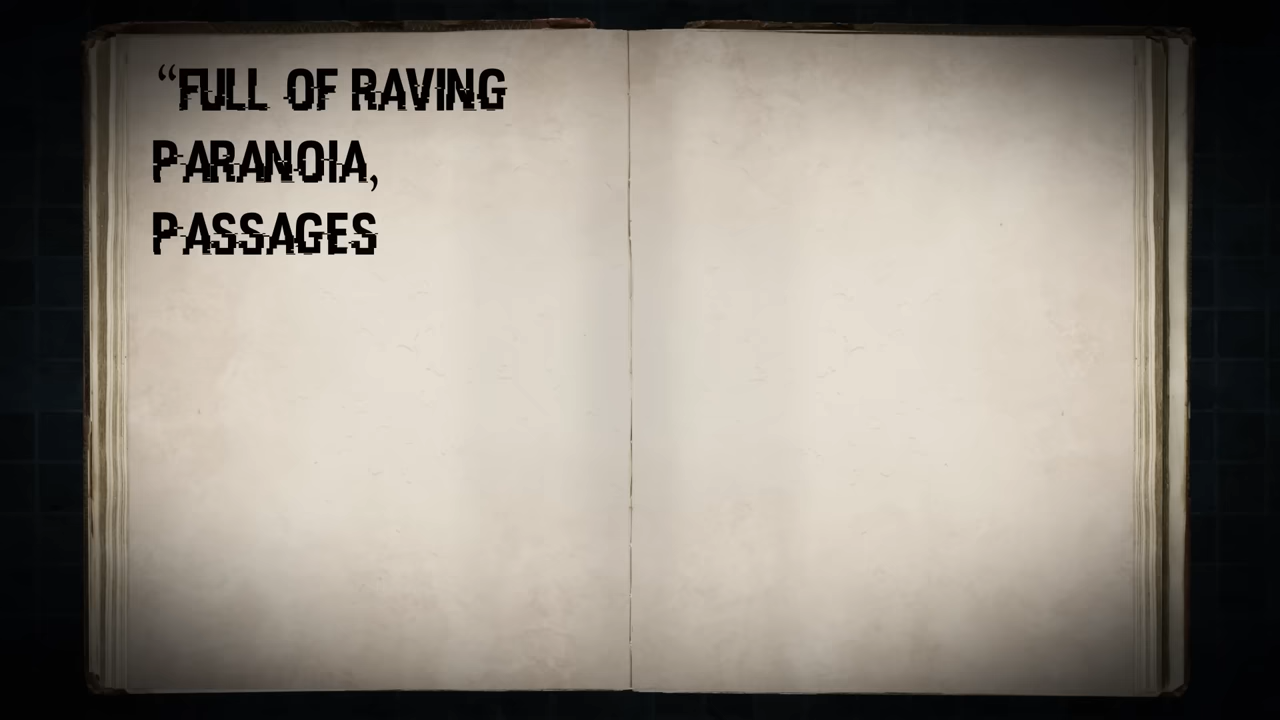 “FULL OF RAVING
PARANOIA,
PASSAGES